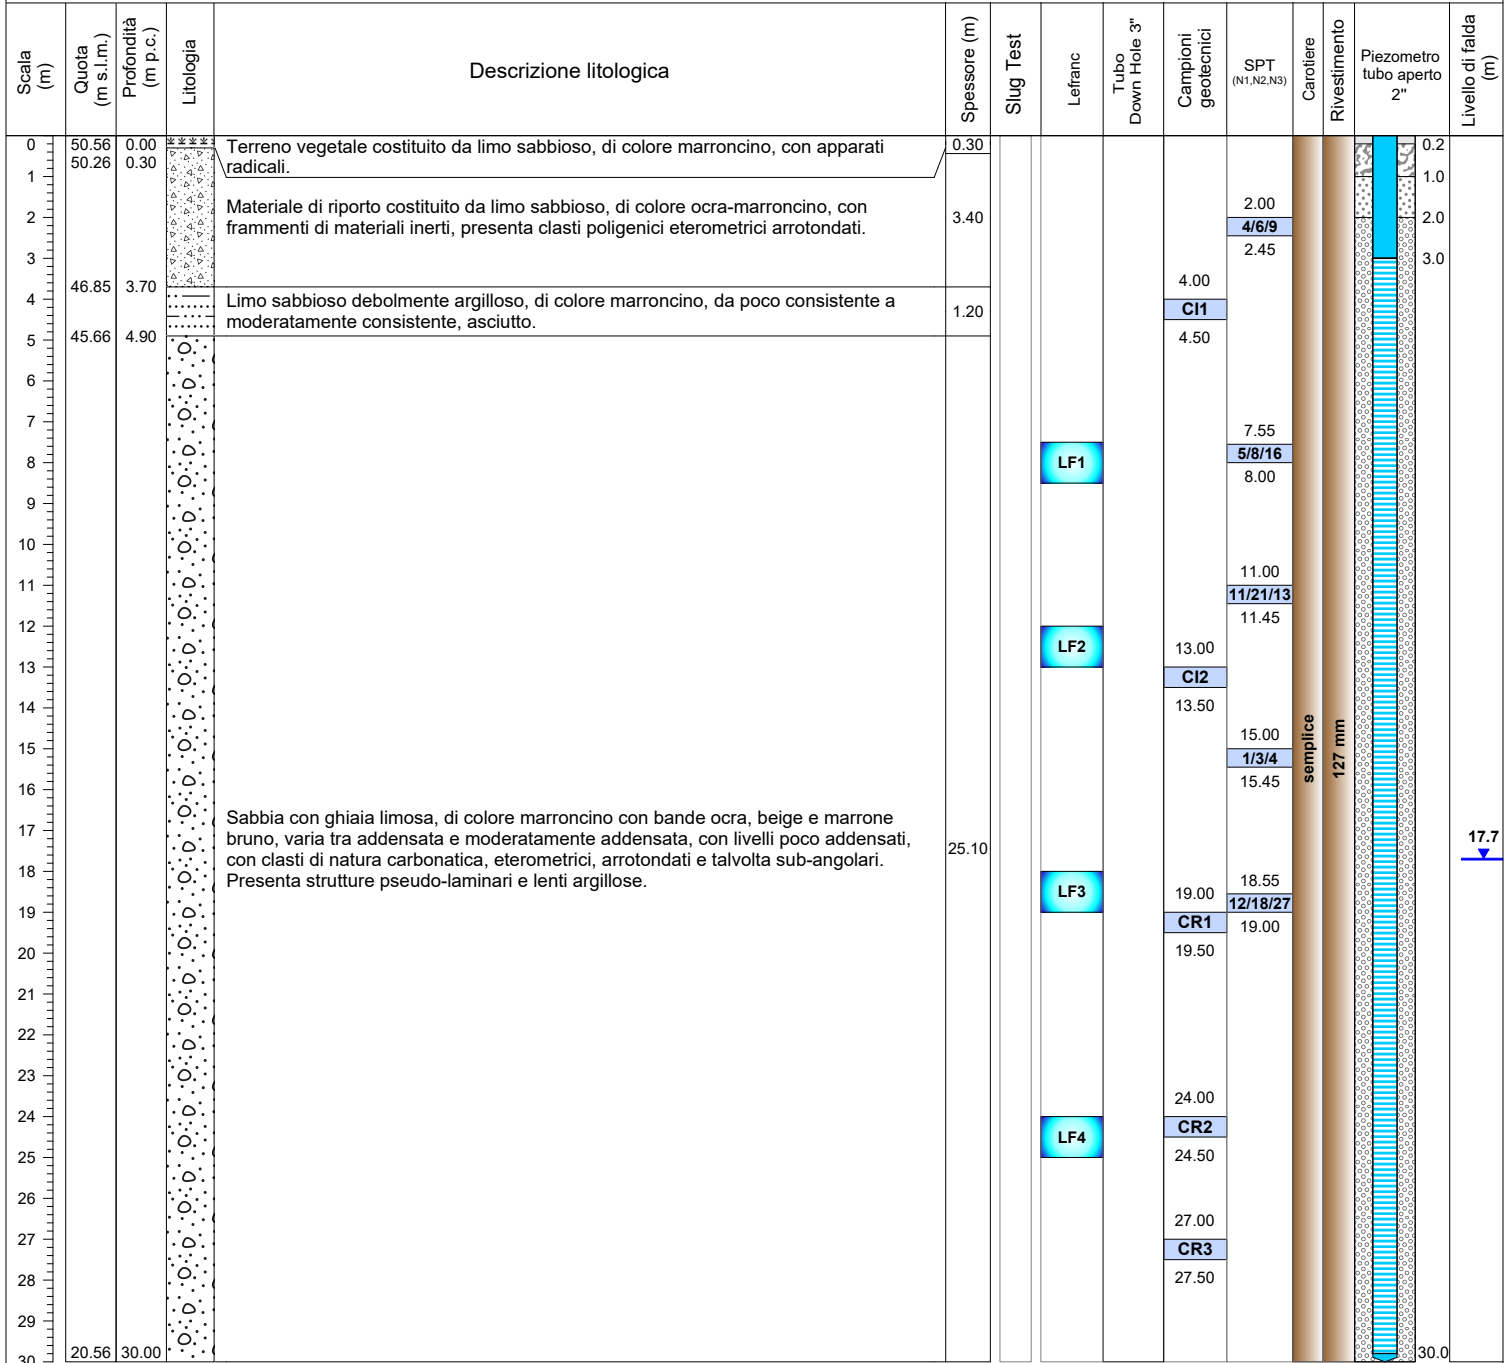 Scala
(m)
Quota
(m s.l.m.)
Profondità
(m p.c.)
Litologia
Descrizione litologica
Spessore (m)
Slug Test
Lefranc
Tubo
Down Hole 3"
Campioni
geotecnici
SPT
(N1,N2,N3)
Carotiere
Rivestimento
Piezometro
tubo aperto
2"
Livello di falda
(m)
0
1
2
3
4
5
6
7
8
9
10
11
12
13
14
15
16
17
18
19
20
21
22
23
24
25
26
27
28
29
30
50.56 0.00
50.26 0.30
46.85 3.70
45.66 4.90
20.56 30.00
Terreno vegetale costituito da limo sabbioso, di colore marroncino, con apparati
radicali.
Materiale di riporto costituito da limo sabbioso, di colore ocra-marroncino, con
frammenti di materiali inerti, presenta clasti poligenici eterometrici arrotondati.
Limo sabbioso debolmente argilloso, di colore marroncino, da poco consistente a
moderatamente consistente, asciutto.
Sabbia con ghiaia limosa, di colore marroncino con bande ocra, beige e marrone
bruno, varia tra addensata e moderatamente addensata, con livelli poco addensati,
con clasti di natura carbonatica, eterometrici, arrotondati e talvolta sub-angolari.
Presenta strutture pseudo-laminari e lenti argillose.
0.30
3.40
1.20
25.10
LF1
LF2
LF3
LF4
4.00
CI1
4.50
13.00
CI2
13.50
19.00
CR1
19.50
24.00
CR2
24.50
27.00
CR3
27.50
2.00
4/6/9
2.45
7.55
5/8/16
8.00
11.00
11/21/13
11.45
15.00
1/3/4
15.45
18.55
12/18/27
19.00
semplice
127 mm
0.2
1.0
2.0
3.0
30.0
17.7